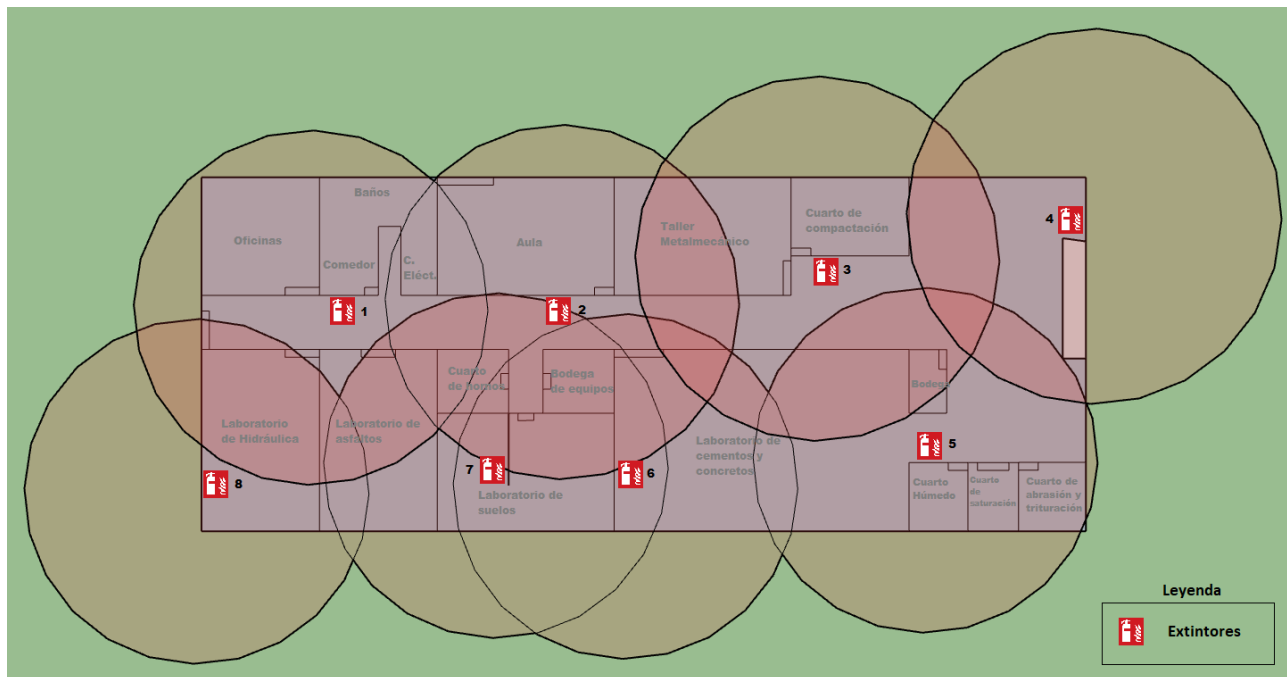 Baños
Oficinas
Comedor
C.
Eléct.
Aula
Taller
Metalmecánico
Cuarto de
compactación
4
3
1
2
Cuarto
de hornos
Bodega
de equipos
Bodega
Laboratorio
de Hidráulica
Laboratorio de
asfaltos
Laboratorio de
cementos y
concretos
5
8
7
6
Laboratorio de
suelos
Cuarto
Húmedo
Cuarto
de
saturación
Cuarto de
abrasión y
trituración
Leyenda
Extintores